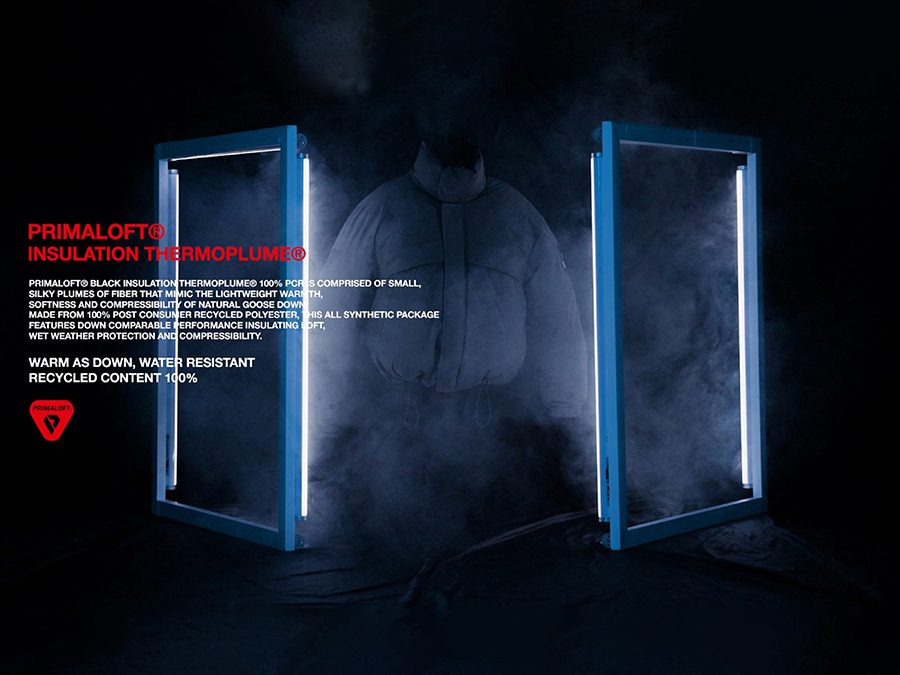 PRIMALOFT®
INSULATION THERMOPLUME®
PRIMALOFT® BLACK INSULATION THERMOPLUME® 100% PCR IS COMPRISED OF SMALL,
SILKY PLUMES OF FIBER THAT MIMIC THE LIGHTWEIGHT WARMTH,
SOFTNESS AND COMPRESSIBILITY OF NATURAL GOOSE DOWN.
MADE FROM 100% POST CONSUMER RECYCLED POLYESTER, THIS ALL SYNTHETIC PACKAGE
FEATURES DOWN COMPARABLE PERFORMANCE INSULATING LOFT,
WET WEATHER PROTECTION AND COMPRESSIBILITY.
WARM AS DOWN, WATER RESISTANT
RECYCLED CONTENT 100%
PRIMALOFT.